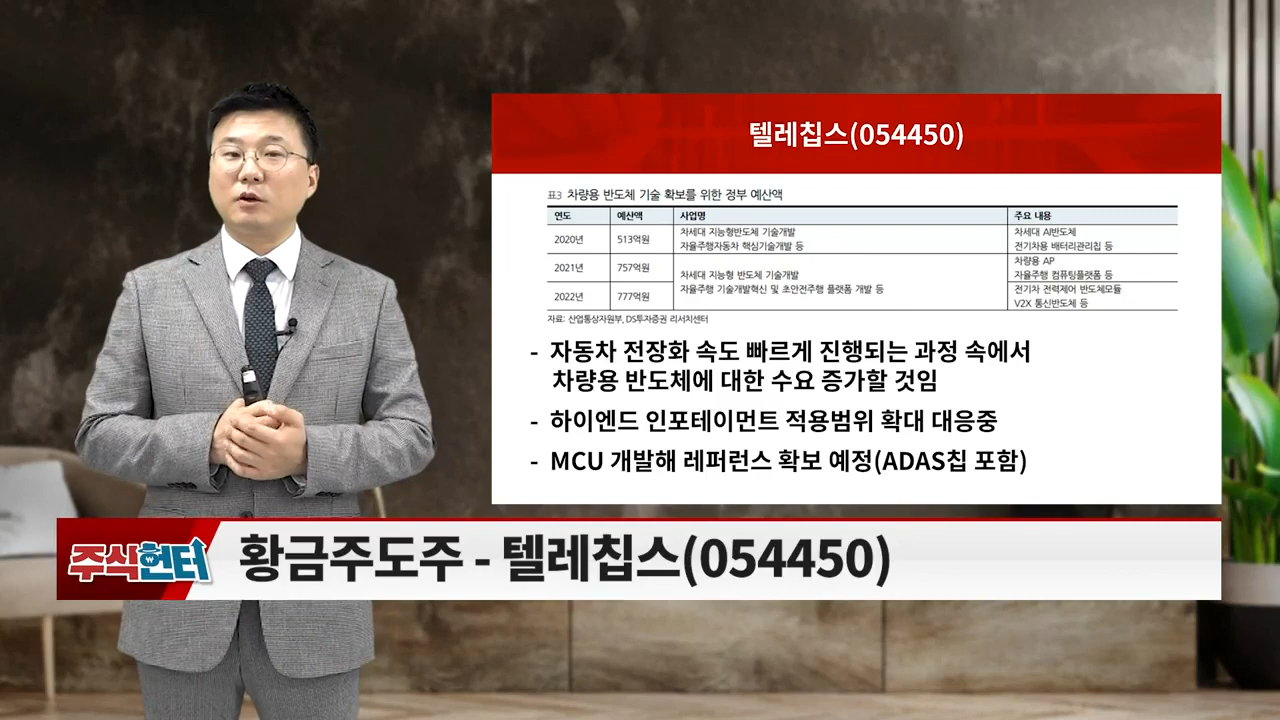 텔레칩스(054450)
표3 차량용 반도체 기술 확보를 위한 정부 예산액
연도 예산액 사업명 주요 내용
2020년 513억원 차세대 지능형반도체 기술개발 차세대 AI반도체
자율주행자동차 핵심기술개발 등 전기차용 배터리관리칩 등
2021년 757억원 차세대 지능형 반도체 기술개발 차량용 AP
자율주행 기술개발혁신 및 초안전주행 플랫폼 개발 등 자율주행 컴퓨팅플랫폼 등
2022년 777억원 전기차 전력제어 반도체모듈
V2X 통신반도체 등
자료: 산업통상자원부, DS투자증권 리서치센터
- 자동차 전장화 속도 빠르게 진행되는 과정 속에서
차량용 반도체에 대한 수요 증가할 것임
- 하이엔드 인포테이먼트 적용범위 확대 대응중
- MCU 개발해 레퍼런스 확보 예정(ADAS칩 포함)
주식헌터 황금주도주 - 텔레칩스(054450)